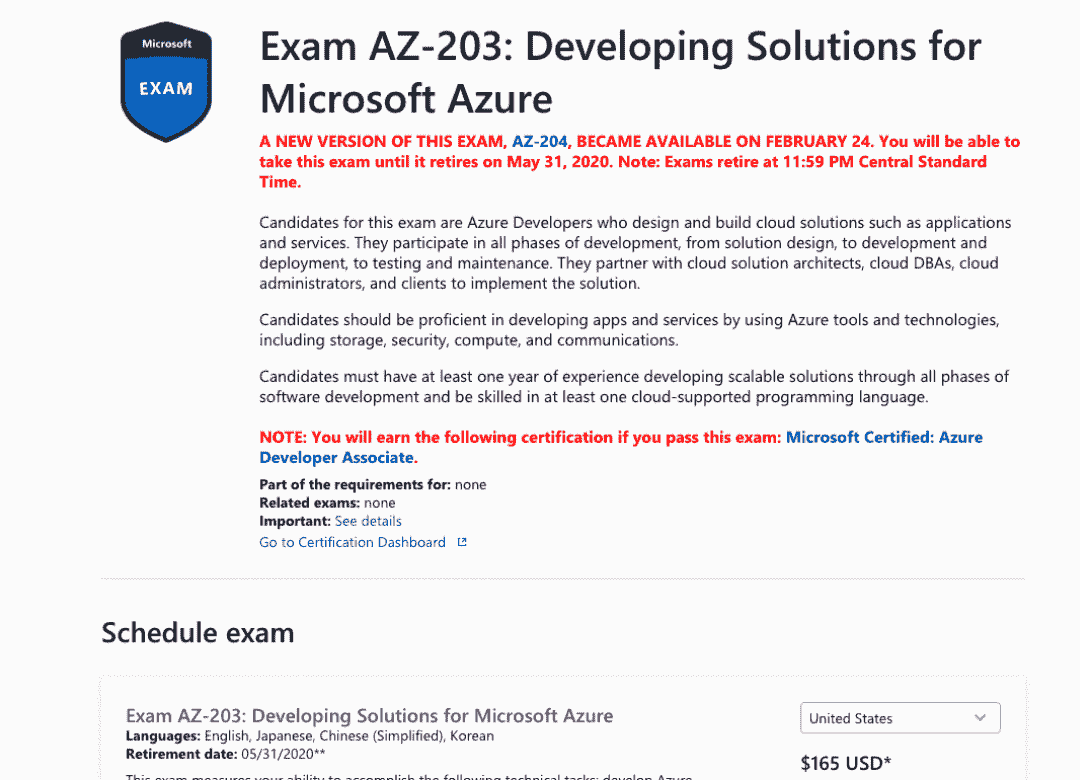 Microsoft
EXAM
Exam AZ-203: Developing Solutions for
Microsoft Azure
A NEW VERSION OF THIS EXAM, AZ-204, BECAME AVAILABLE ON FEBRUARY 24. You will be able to
take this exam until it retires on May 31, 2020. Note: Exams retire at 11:59 PM Central Standard
Time.
Candidates for this exam are Azure Developers who design and build cloud solutions such as applications
and services. They participate in all phases of development, from solution design, to development and
deployment, to testing and maintenance. They partner with cloud solution architects, cloud DBAs, cloud
administrators, and clients to implement the solution.
Candidates should be proficient in developing apps and services by using Azure tools and technologies,
including storage, security, compute, and communications.
Candidates must have at least one year of experience developing scalable solutions through all phases of
software development and be skilled in at least one cloud-supported programming language.
NOTE: You will earn the following certification if you pass this exam: Microsoft Certified: Azure
Developer Associate.
Part of the requirements for: none
Related exams: none
Important: See details
Go to Certification Dashboard
Schedule exam
Exam AZ-203: Developing Solutions for Microsoft Azure
Languages: English, Japanese, Chinese (Simplified), Korean
Retirement date: 05/31/2020**
This exam measures your ability to accomplish the following technical tasks: develop Azure
United States
$165 USD*